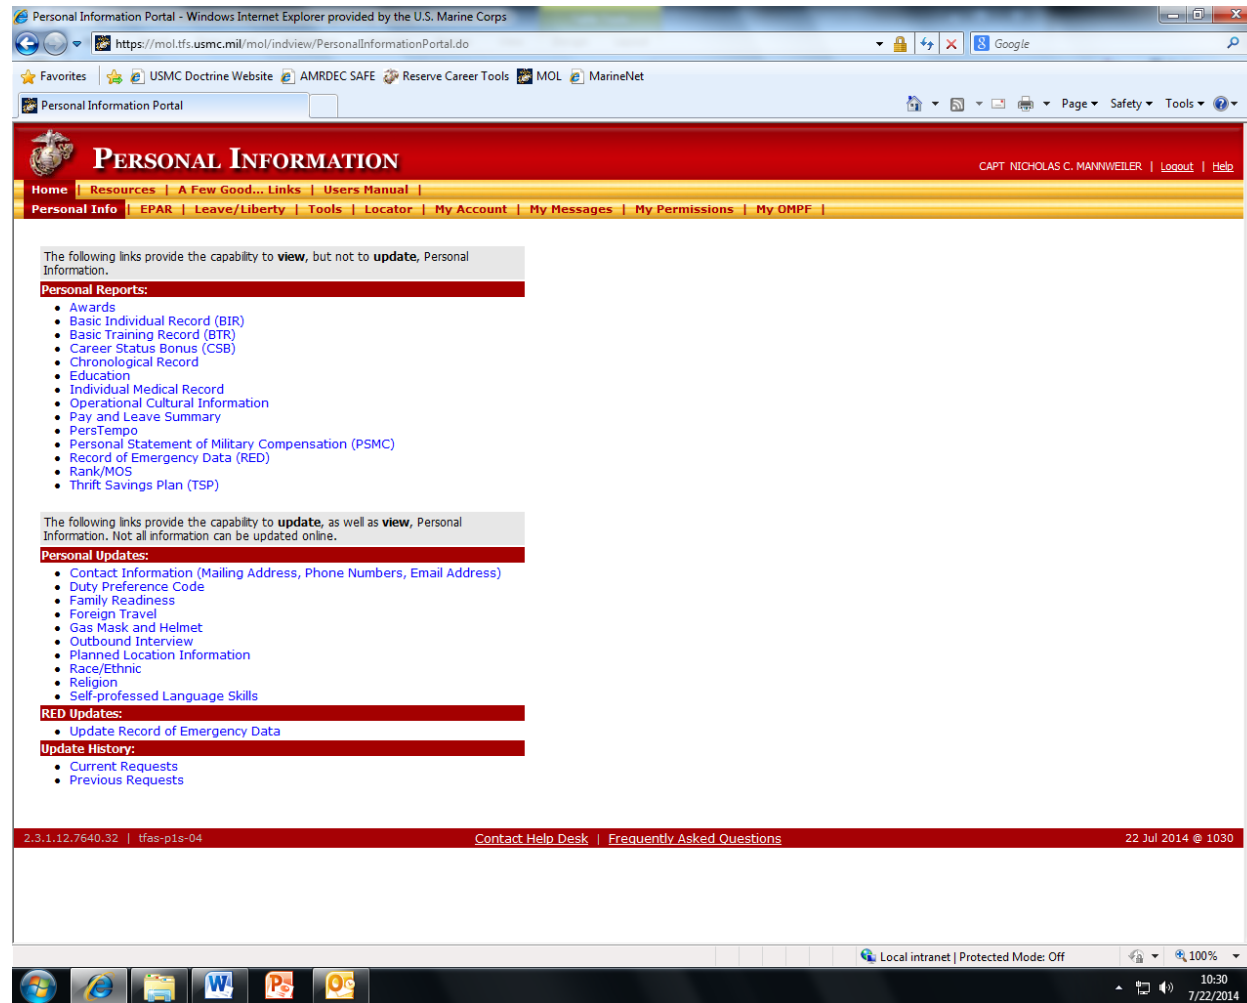 Personal Information Portal - Windows Internet Explorer provided by the U.S. Marine Corps
https://mol.tfs.usmc.mil/mol/indview/PersonalInformationPortal.do
Google
Favorites USMC Doctrine Website AMRDEC SAFE Reserve Career Tools MOL MarineNet
Personal Information Portal Page Safety Tools
PERSONAL INFORMATION
CAPT NICHOLAS C. MANNWEILER | Logout | Help
Home | Resources | A Few Good... Links | Users Manual |
Personal Info | EPAR | Leave/Liberty | Tools | Locator | My Account | My Messages | My Permissions | My OMPF |
The following links provide the capability to view, but not to update, Personal
Information.
Personal Reports:
• Awards
• Basic Individual Record (BIR)
• Basic Training Record (BTR)
• Career Status Bonus (CSB)
• Chronological Record
• Education
• Individual Medical Record
• Operational Cultural Information
• Pay and Leave Summary
• PersTempo
• Personal Statement of Military Compensation (PSMC)
• Record of Emergency Data (RED)
• Rank/MOS
• Thrift Savings Plan (TSP)
The following links provide the capability to update, as well as view, Personal
Information. Not all information can be updated online.
Personal Updates:
• Contact Information (Mailing Address, Phone Numbers, Email Address)
• Duty Preference Code
• Family Readiness
• Foreign Travel
• Gas Mask and Helmet
• Outbound Interview
• Planned Location Information
• Race/Ethnic
• Religion
• Self-professed Language Skills
RED Updates:
• Update Record of Emergency Data
Update History:
• Current Requests
• Previous Requests
2.3.1.12.7640.32 | tfas-p1s-04 Contact Help Desk | Frequently Asked Questions 22 Jul 2014 @ 1030
Local intranet | Protected Mode: Off 100%
10:30
7/22/2014